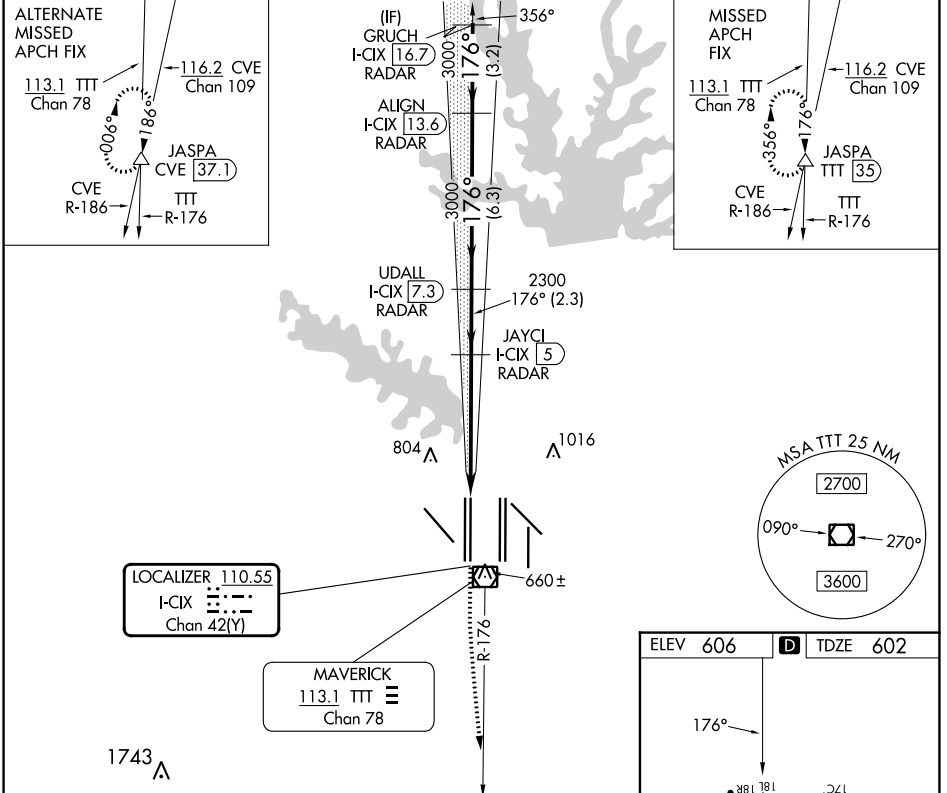 ALTERNATE
MISSED
APCH FIX
113.1 TTT
Chan 78
116.2 CVE
Chan 109
006°
186°
JASPA
CVE 37.1
CVE
R-186
TTT
R-176
(IF)
GRUCH
I-CIX 16.7
RADAR
356°
3000
176°
(3.2)
ALIGN
I-CIX 13.6
RADAR
3000
176°
(6.3)
UDALL
I-CIX 7.3
RADAR
2300
176° (2.3)
JAYCI
I-CIX 5
RADAR
MISSED
APCH
FIX
113.1 TTT
Chan 78
116.2 CVE
Chan 109
356°
176°
JASPA
TTT 35
CVE
R-186
TTT
R-176
804
1016
MSA TTT 25 NM
2700
090°
270°
3600
LOCALIZER 110.55
I-CIX
Chan 42(Y)
660±
R-176
MAVERICK
113.1 TTT
Chan 78
1743
ELEV 606
D
TDZE 602
176°
18R
18L
17C